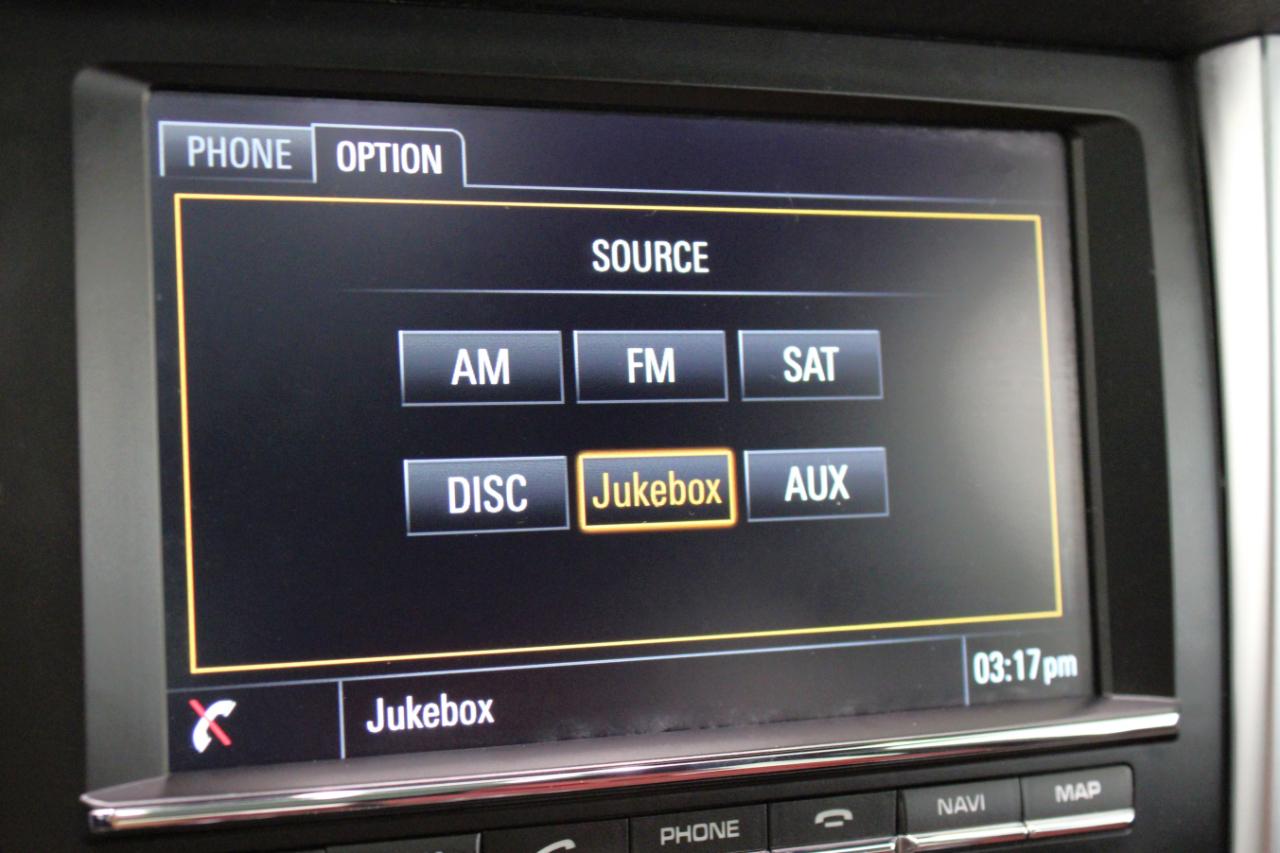 PHONE OPTION
SOURCE
AM FM SAT
DISC Jukebox AUX
03:17pm
Jukebox
PHONE NAVI MAP